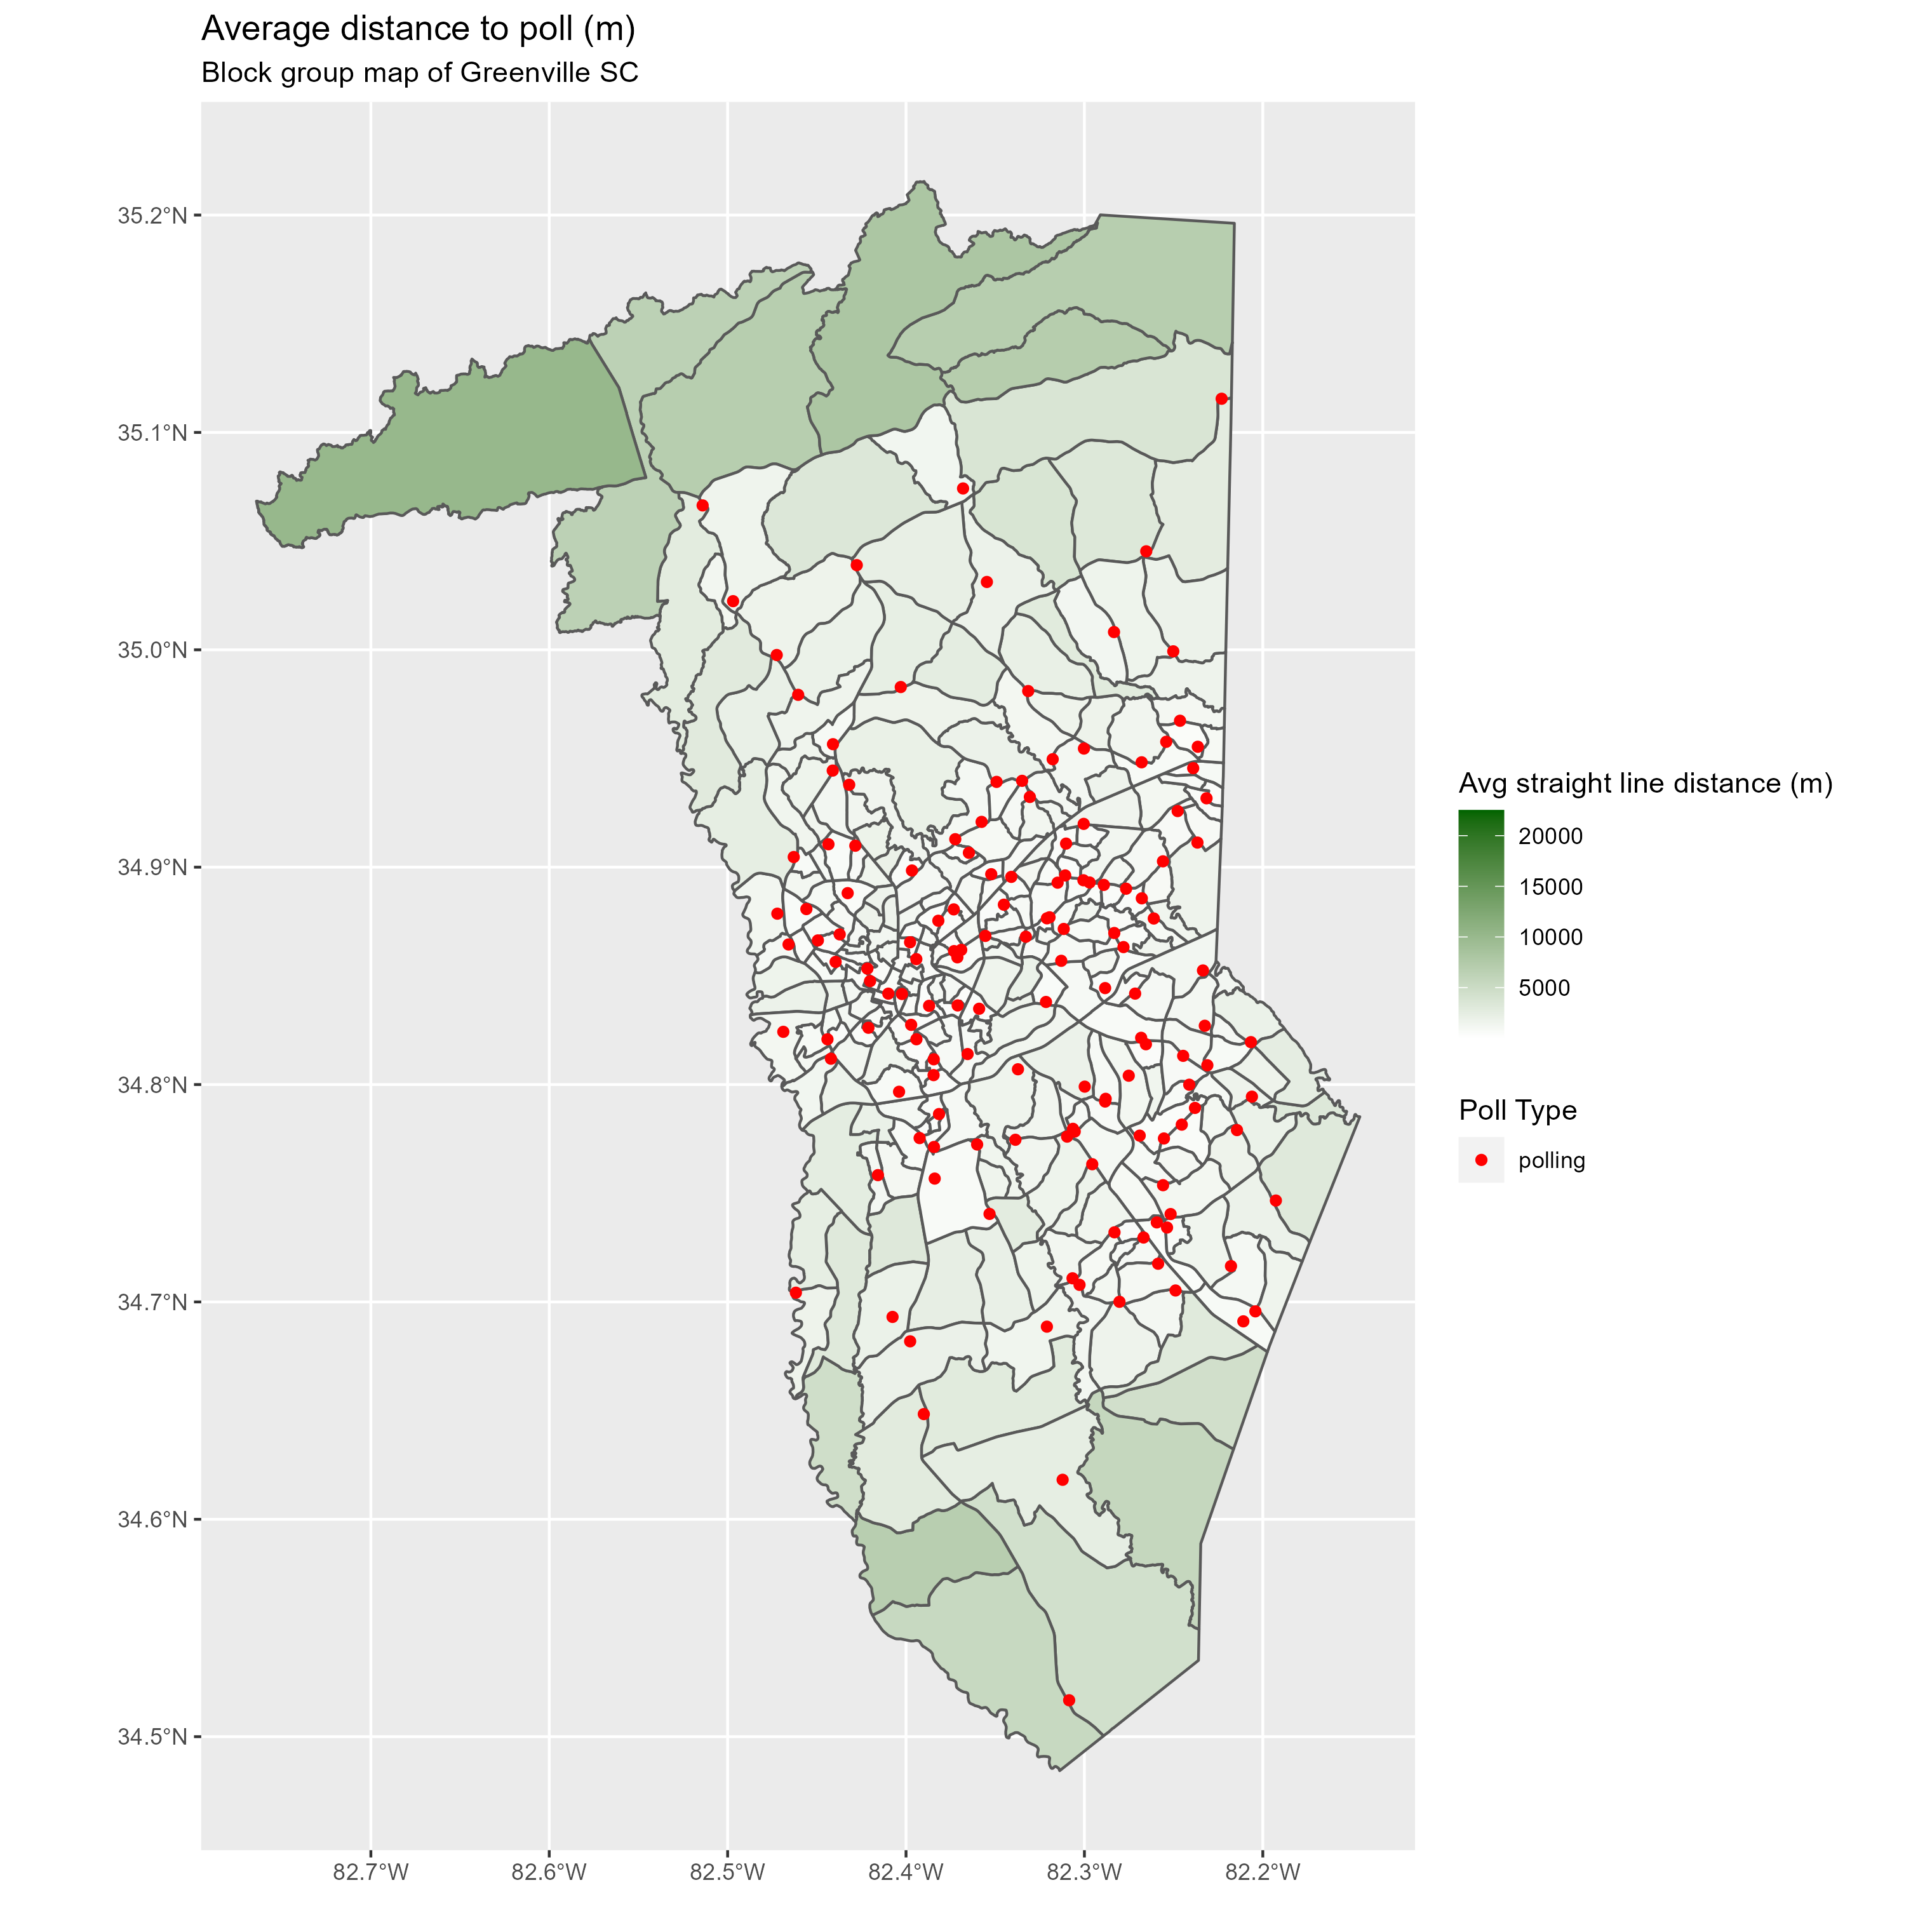 Average distance to poll (m)
Block group map of Greenville SC
35.2°N
35.1°N
35.0°N
34.9°N
34.8°N
34.7°N
34.6°N
34.5°N
82.7°W
82.6°W
82.5°W
82.4°W
82.3°W
82.2°W
Avg straight line distance (m)
20000
15000
10000
5000
Poll Type
polling